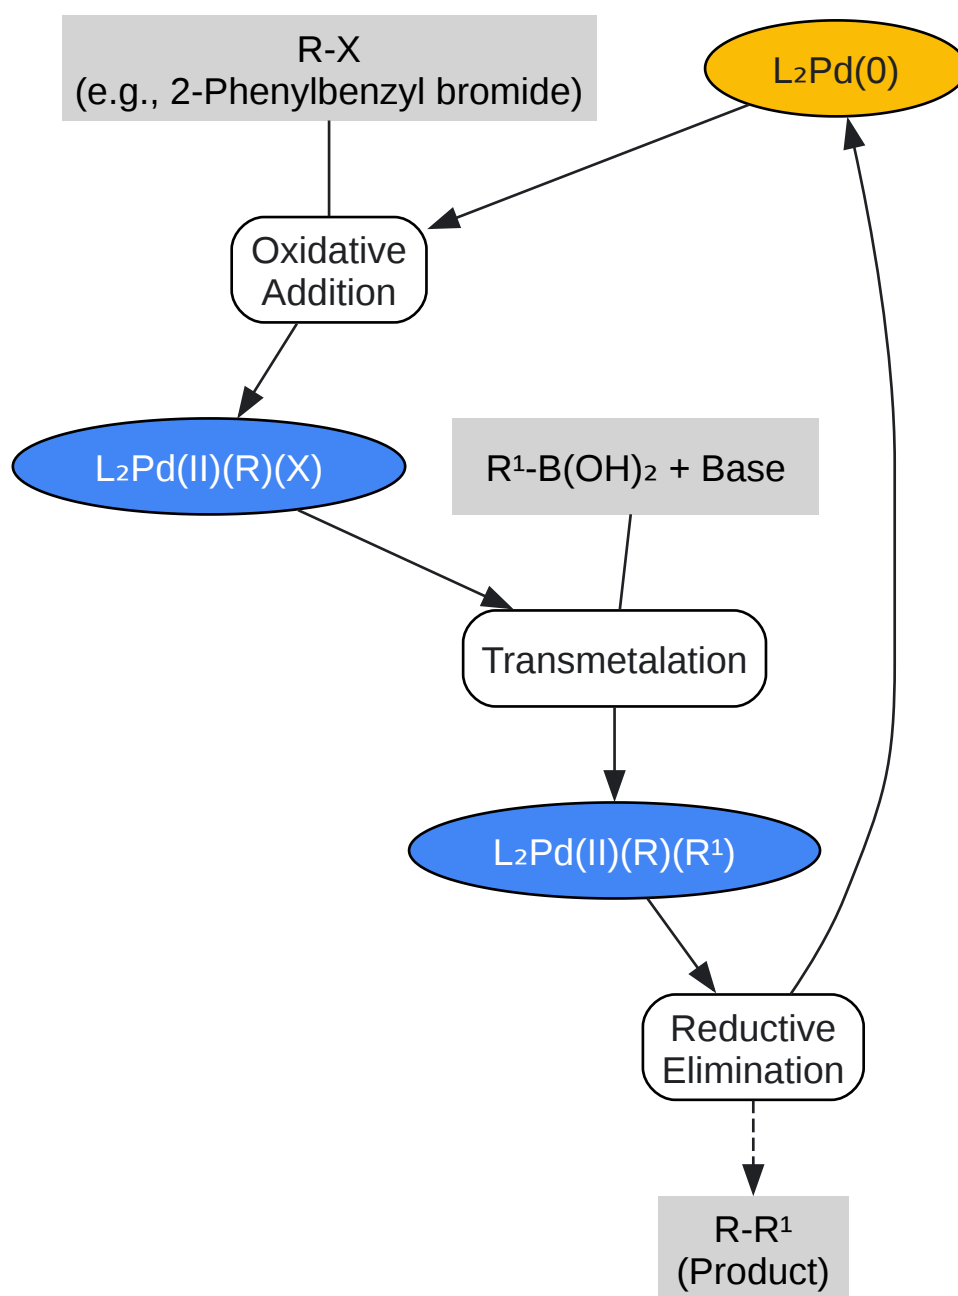 R-X
(e.g., 2-Phenylbenzyl bromide)
L₂Pd(0)
Oxidative
Addition
L₂Pd(II)(R)(X)
R¹-B(OH)₂ + Base
Transmetalation
L₂Pd(II)(R)(R¹)
Reductive
Elimination
R-R¹
(Product)